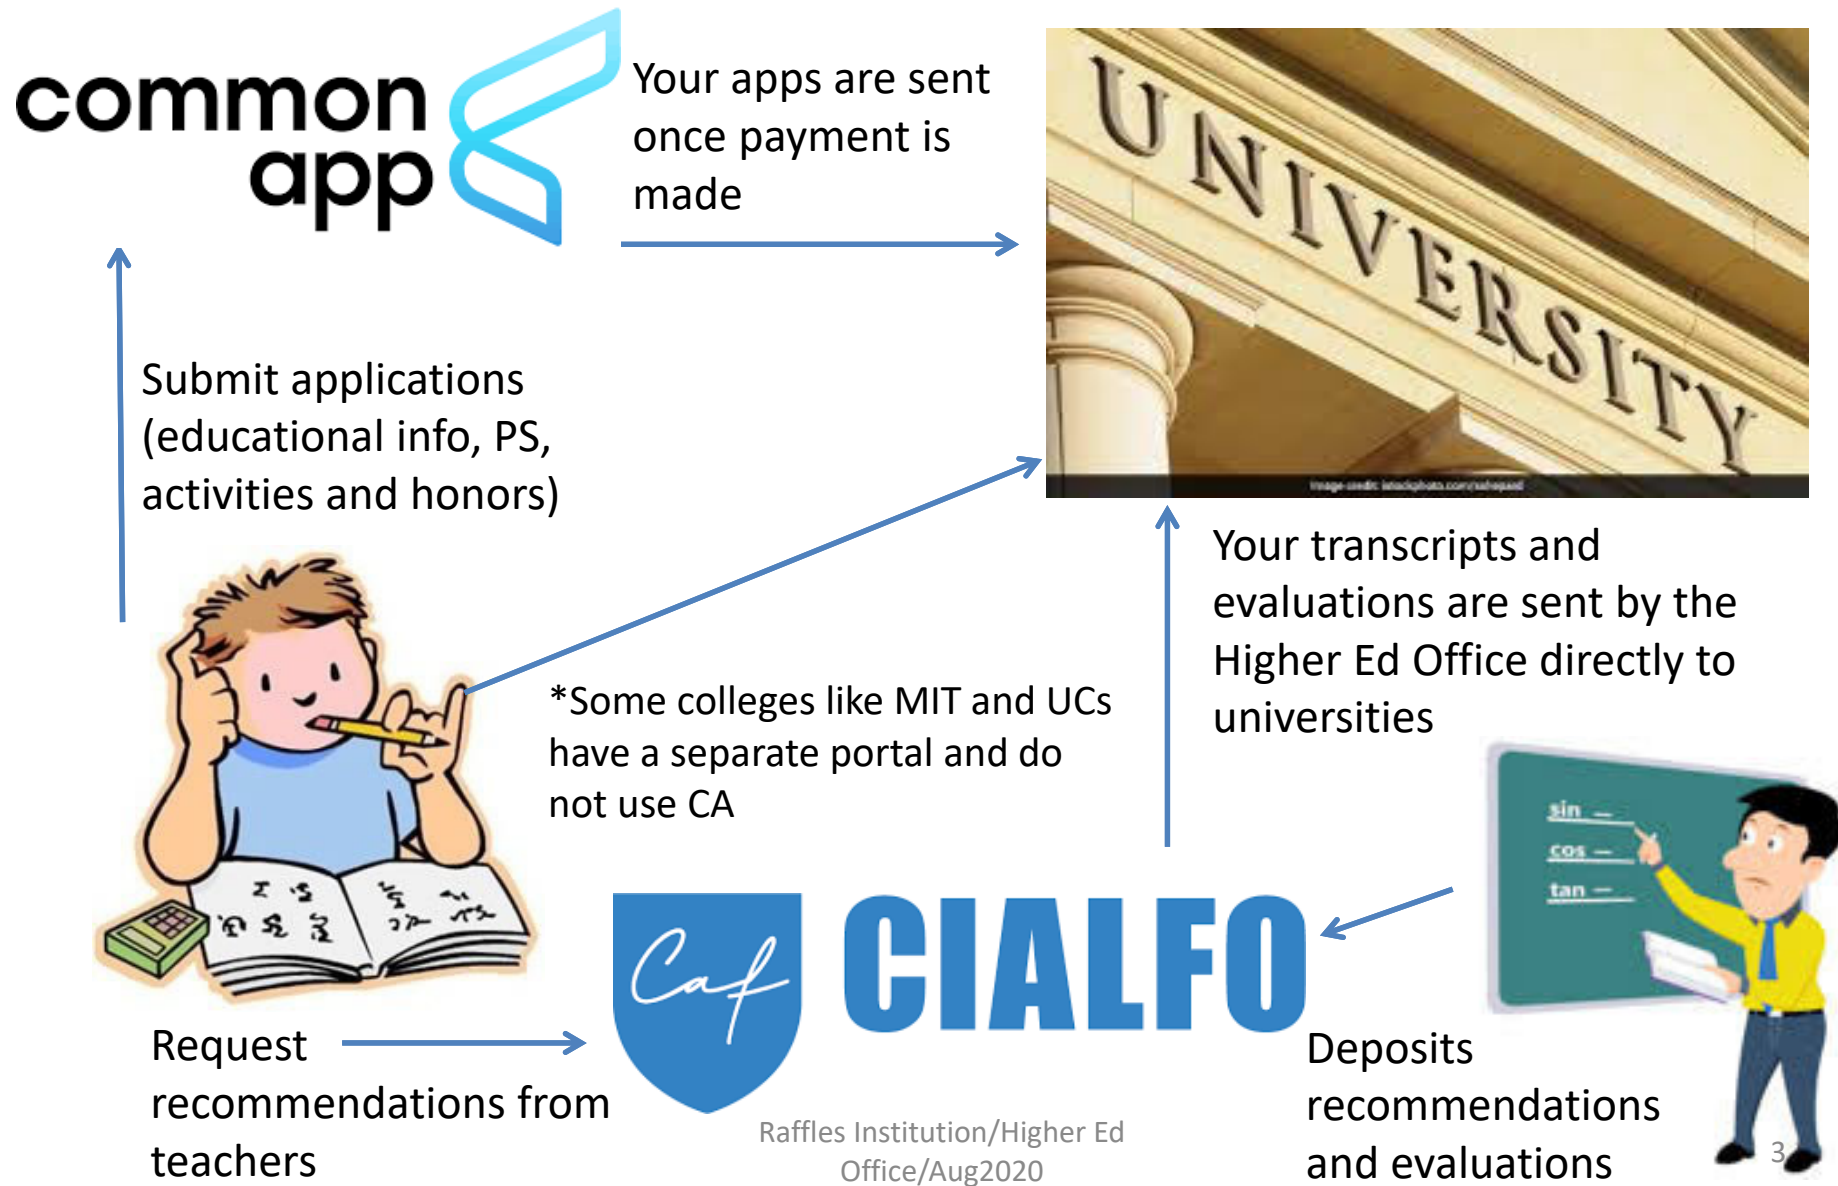 common
app
Your apps are sent
once payment is
made
UNIVERSITY
Submit applications
(educational info, PS,
activities and honors)
Your transcripts and
evaluations are sent by the
Higher Ed Office directly to
universities
*Some colleges like MIT and UCs
have a separate portal and do
not use CA
sin —
cos —
tan —
Caf
CIALFO
Request
recommendations from
teachers
Deposits
recommendations
and evaluations
Raffles Institution/Higher Ed
Office/Aug2020
3